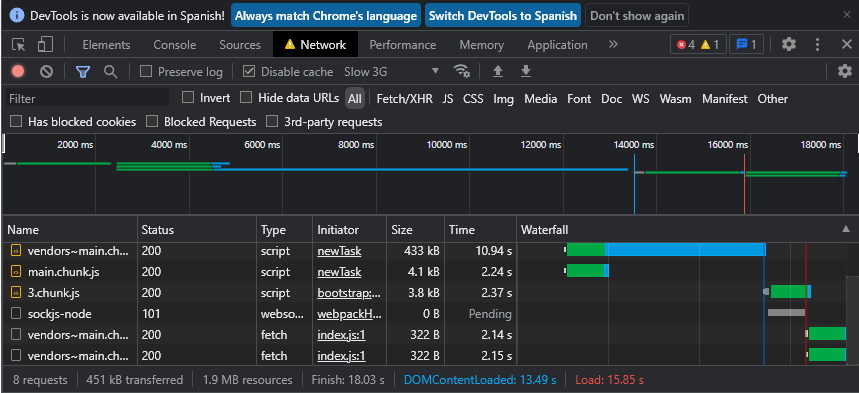 DevTools is now available in Spanish! Always match Chrome's language Switch DevTools to Spanish Don't show again
Elements Console Sources Network Performance Memory Application » 4 1 1
Preserve log Disable cache Slow 3G
Filter Invert Hide data URLs All Fetch/XHR JS CSS Img Media Font Doc WS Wasm Manifest Other
Has blocked cookies Blocked Requests 3rd-party requests
2000 ms 4000 ms 6000 ms 8000 ms 10000 ms 12000 ms 14000 ms 16000 ms 18000 ms
Name Status Type Initiator Size Time Waterfall
vendors~main.ch... 200 script newTask 433 kB 10.94 s
main.chunk.js 200 script newTask 4.1 kB 2.24 s
3.chunk.js 200 script bootstrap:... 3.8 kB 2.37 s
sockjs-node 101 webso... webpackH... 0 B Pending
vendors~main.ch... 200 fetch index.js:1 322 B 2.14 s
vendors~main.ch... 200 fetch index.js:1 322 B 2.15 s
8 requests 451 kB transferred 1.9 MB resources Finish: 18.03 s DOMContentLoaded: 13.49 s Load: 15.85 s